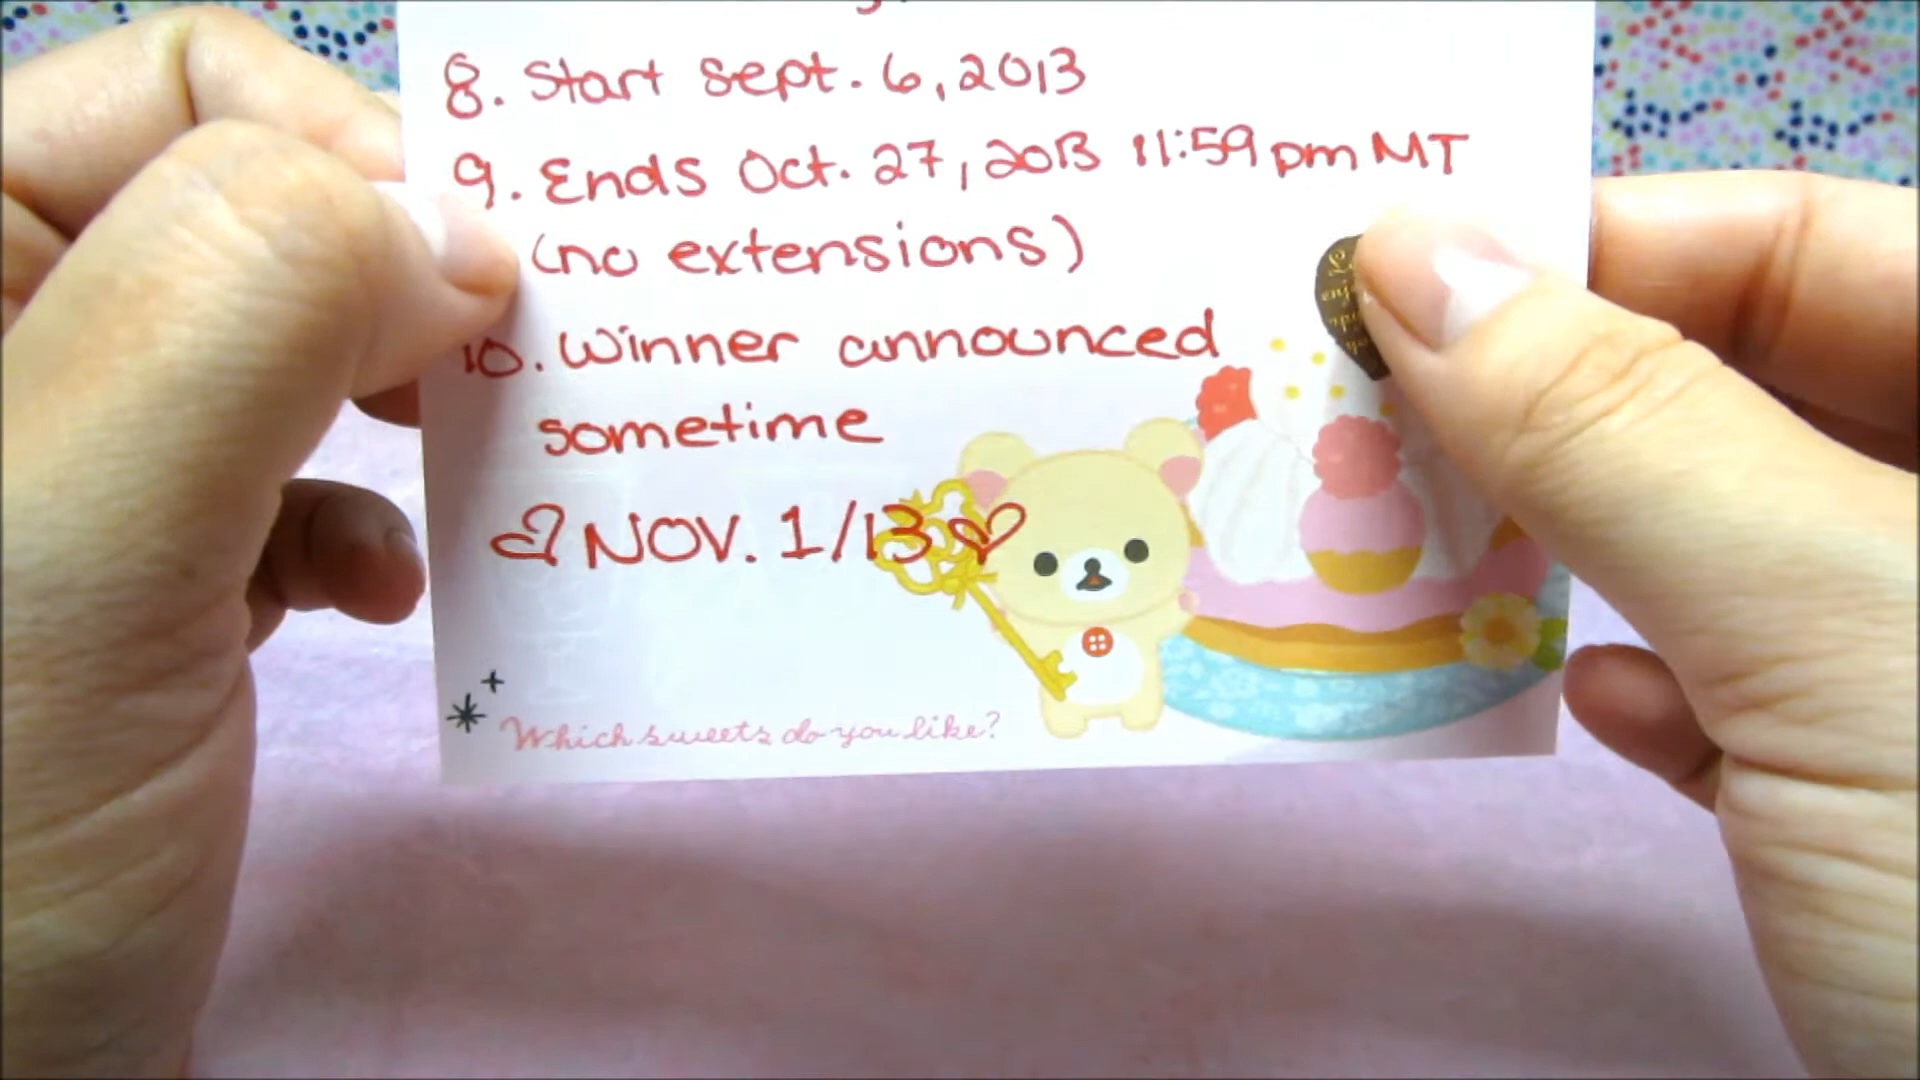 8. Start Sept. 6, 2013
9. Ends Oct. 27, 2013 11:59 pm MT
(no extensions)
10. Winner announced
sometime
♡ NOV. 1/13 ♡
Which sweets do you like?